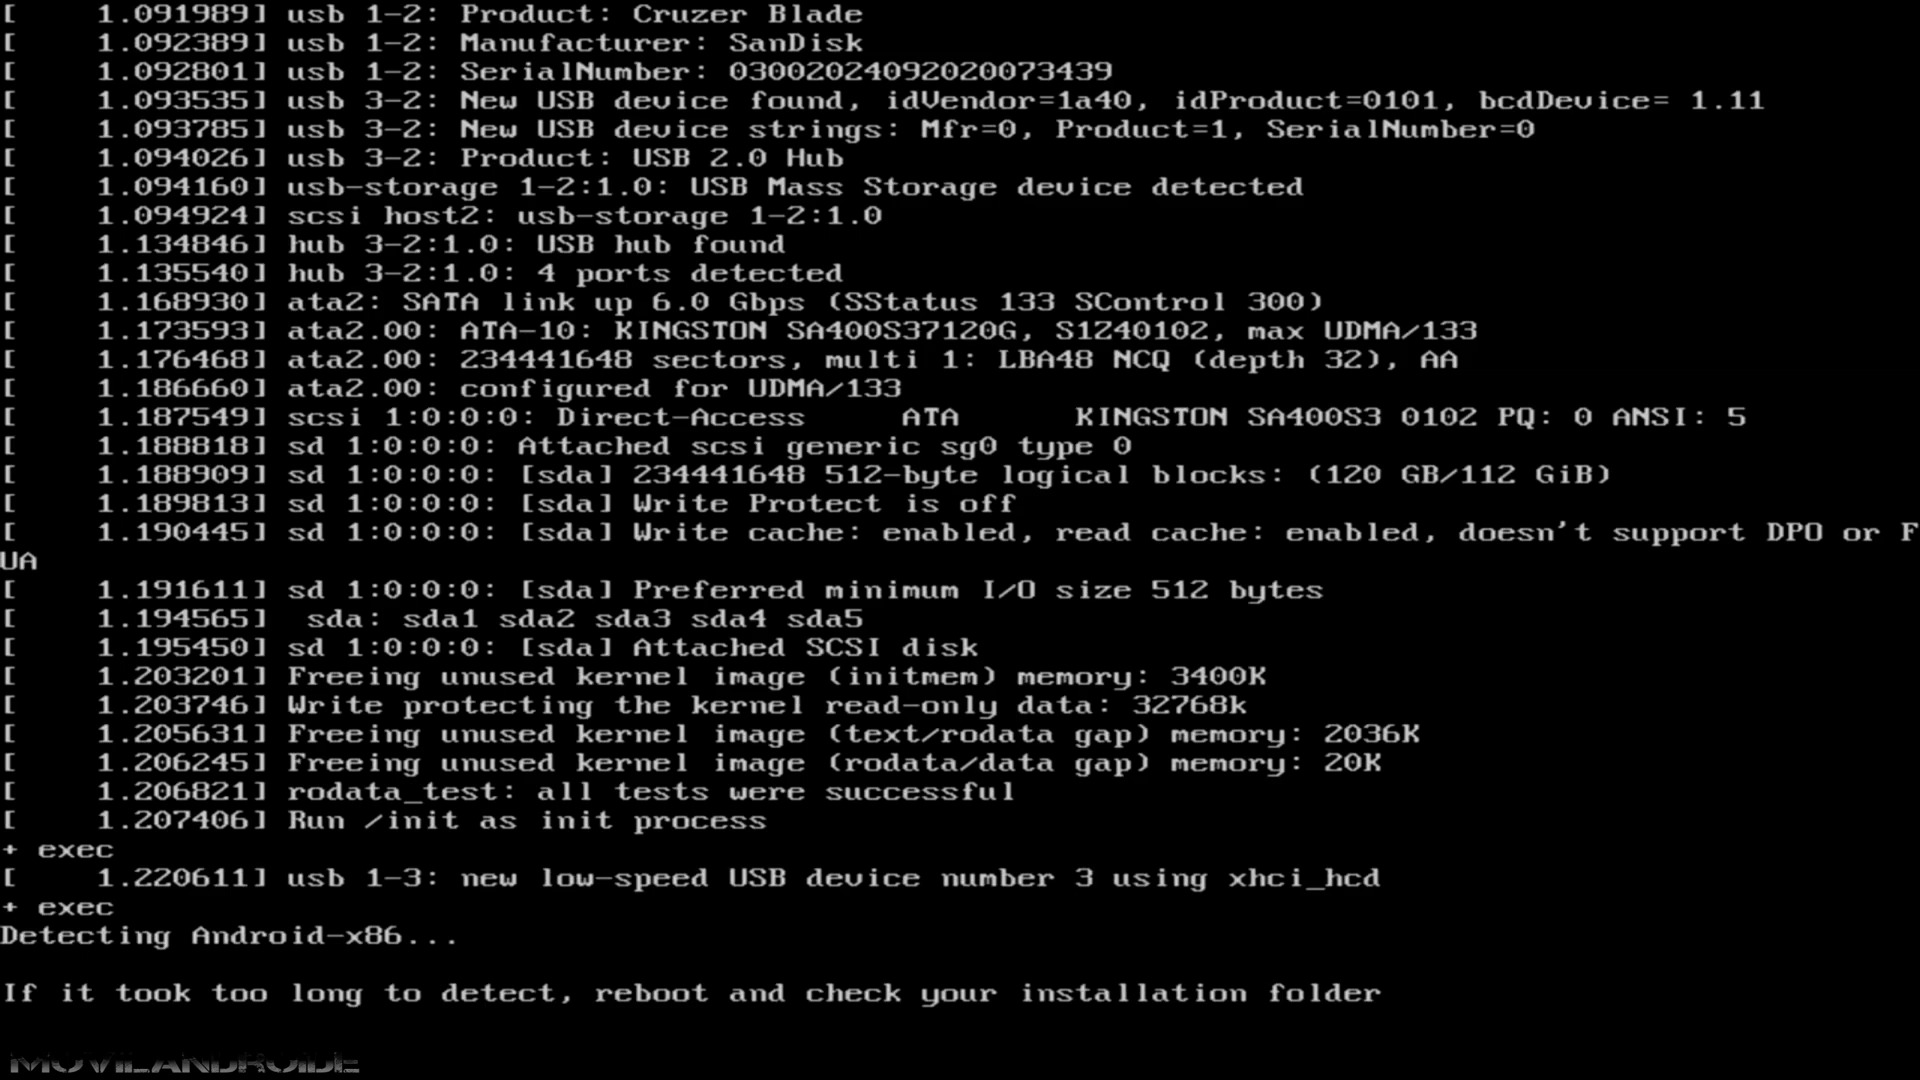 [    1.091989] usb 1-2: Product: Cruzer Blade
[    1.092389] usb 1-2: Manufacturer: SanDisk
[    1.092801] usb 1-2: SerialNumber: 03002024092020073439
[    1.093535] usb 3-2: New USB device found, idVendor=1a40, idProduct=0101, bcdDevice= 1.11
[    1.093785] usb 3-2: New USB device strings: Mfr=0, Product=1, SerialNumber=0
[    1.094026] usb 3-2: Product: USB 2.0 Hub
[    1.094160] usb-storage 1-2:1.0: USB Mass Storage device detected
[    1.094924] scsi host2: usb-storage 1-2:1.0
[    1.134846] hub 3-2:1.0: USB hub found
[    1.135540] hub 3-2:1.0: 4 ports detected
[    1.168930] ata2: SATA link up 6.0 Gbps (SStatus 133 SControl 300)
[    1.173593] ata2.00: ATA-10: KINGSTON SA400S37120G, S1Z40102, max UDMA/133
[    1.176468] ata2.00: 234441648 sectors, multi 1: LBA48 NCQ (depth 32), AA
[    1.186660] ata2.00: configured for UDMA/133
[    1.187549] scsi 1:0:0:0: Direct-Access     ATA      KINGSTON SA400S3 0102 PQ: 0 ANSI: 5
[    1.188818] sd 1:0:0:0: Attached scsi generic sg0 type 0
[    1.188909] sd 1:0:0:0: [sda] 234441648 512-byte logical blocks: (120 GB/112 GiB)
[    1.189813] sd 1:0:0:0: [sda] Write Protect is off
[    1.190445] sd 1:0:0:0: [sda] Write cache: enabled, read cache: enabled, doesn't support DPO or F
UA
[    1.191611] sd 1:0:0:0: [sda] Preferred minimum I/O size 512 bytes
[    1.194565]  sda: sda1 sda2 sda3 sda4 sda5
[    1.195450] sd 1:0:0:0: [sda] Attached SCSI disk
[    1.203201] Freeing unused kernel image (initmem) memory: 3400K
[    1.203746] Write protecting the kernel read-only data: 32768k
[    1.205631] Freeing unused kernel image (text/rodata gap) memory: 2036K
[    1.206245] Freeing unused kernel image (rodata/data gap) memory: 20K
[    1.206821] rodata_test: all tests were successful
[    1.207406] Run /init as init process
+ exec
[    1.220611] usb 1-3: new low-speed USB device number 3 using xhci_hcd
+ exec
Detecting Android-x86...
If it took too long to detect, reboot and check your installation folder
MOVILANDROIDE